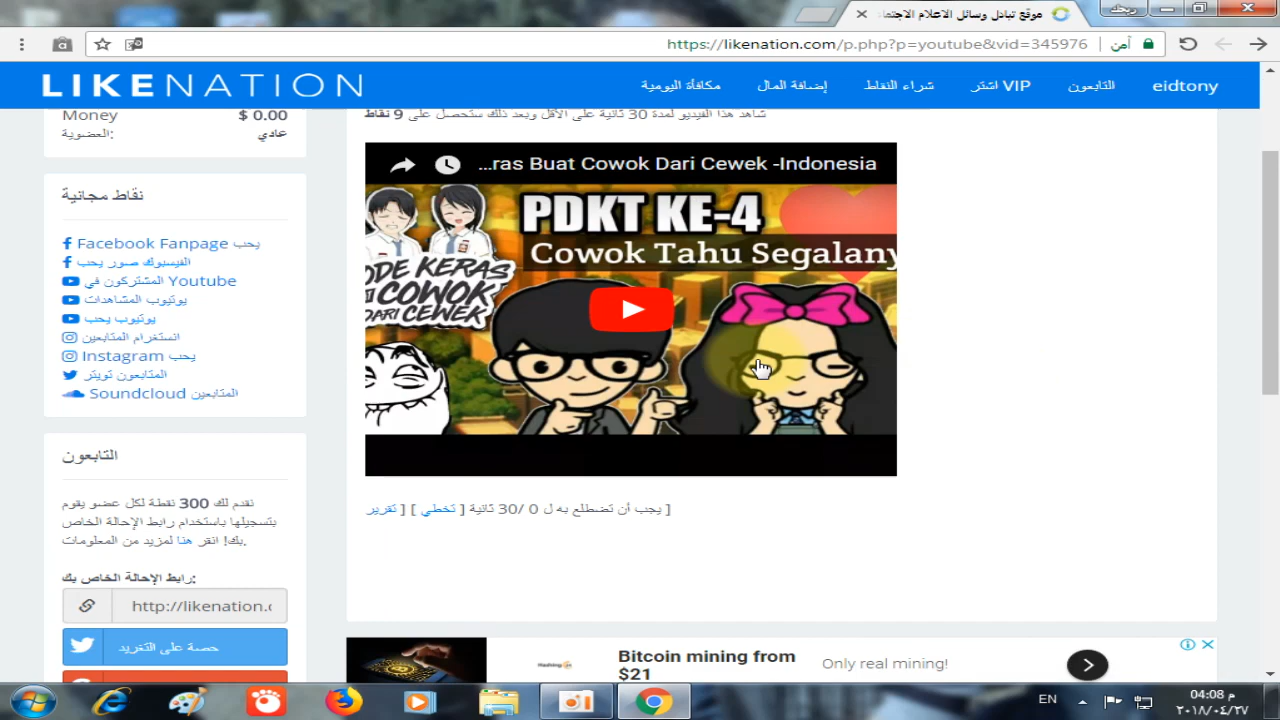 موقع تبادل وسائل الاعلام الاجتما
ريحك
https://likenation.com/p.php?p=youtube&vid=345976
آمن
LIKENATION
مكافأة اليومية
إضافة المال
شراء النقاط
اشتر VIP
التابعون
eidtony
Money
$ 0.00
العضوية:
عادي
شاهد هذا الفيديو لمدة 30 ثانية على الأقل وبعد ذلك ستحصل على 9 نقاط
...ras Buat Cowok Dari Cewek -Indonesia
PDKT KE-4
Cowok Tahu Segalany
ODE KERAS
COWOK
DARI CEWEK
[ يجب أن تضطلع به ل 0 /30 ثانية [ تخطي ] [ تقرير
نقاط مجانية
Facebook Fanpage يحب
الفيسبوك صور يحب
Youtube المشتركون في
يوتيوب المشاهدات
يوتيوب يحب
انستغرام المتابعين
Instagram يحب
المتابعون تويتر
Soundcloud المتابعين
التابعون
نقدم لك 300 نقطة لكل عضو يقوم
بتسجيلها باستخدام رابط الإحالة الخاص
بك! انقر هنا لمزيد من المعلومات.
رابط الإحالة الخاص بك:
http://likenation.c
حصة على التغريد
Bitcoin mining from
$21
Only real mining!
EN
04:08 م
٢٠١٨/٠٤/٢٧